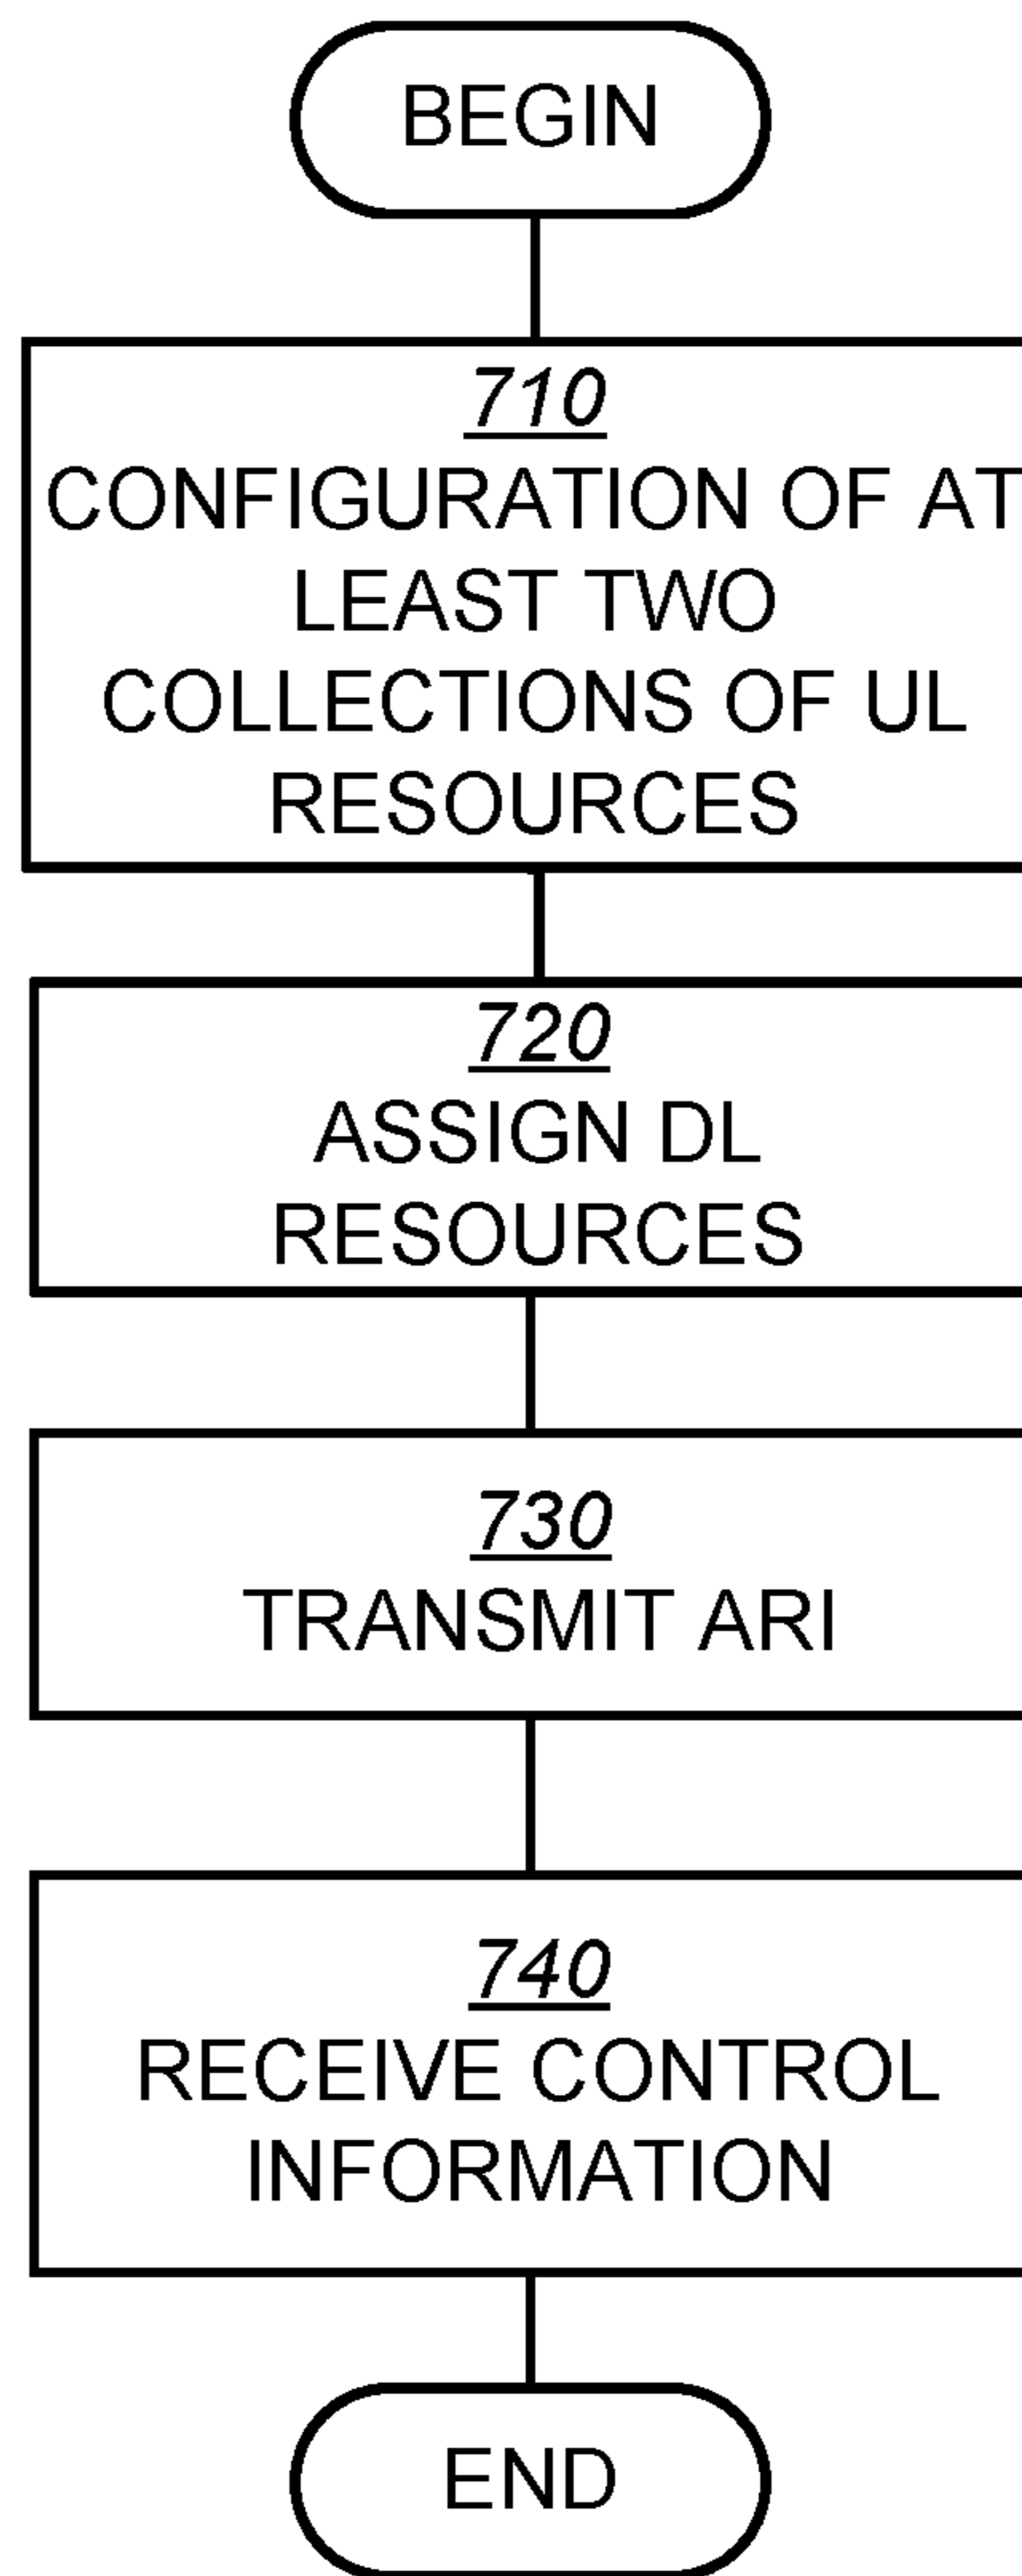 BEGIN
710
CONFIGURATION OF AT
LEAST TWO
COLLECTIONS OF UL
RESOURCES
720
ASSIGN DL
RESOURCES
730
TRANSMIT ARI
740
RECEIVE CONTROL
INFORMATION
END